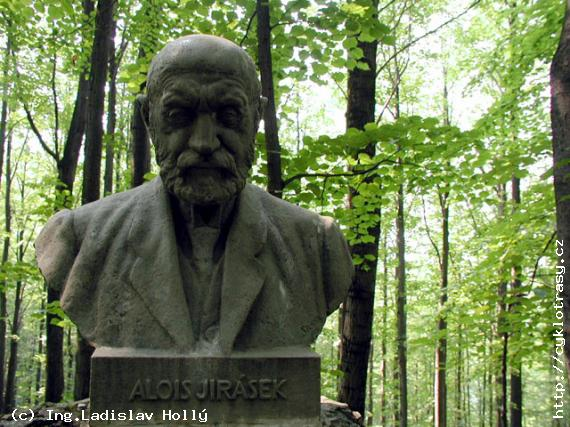 ALOIS JIRÁSEK
(c) Ing.Ladislav Hollý
http://cyklotrasy.cz